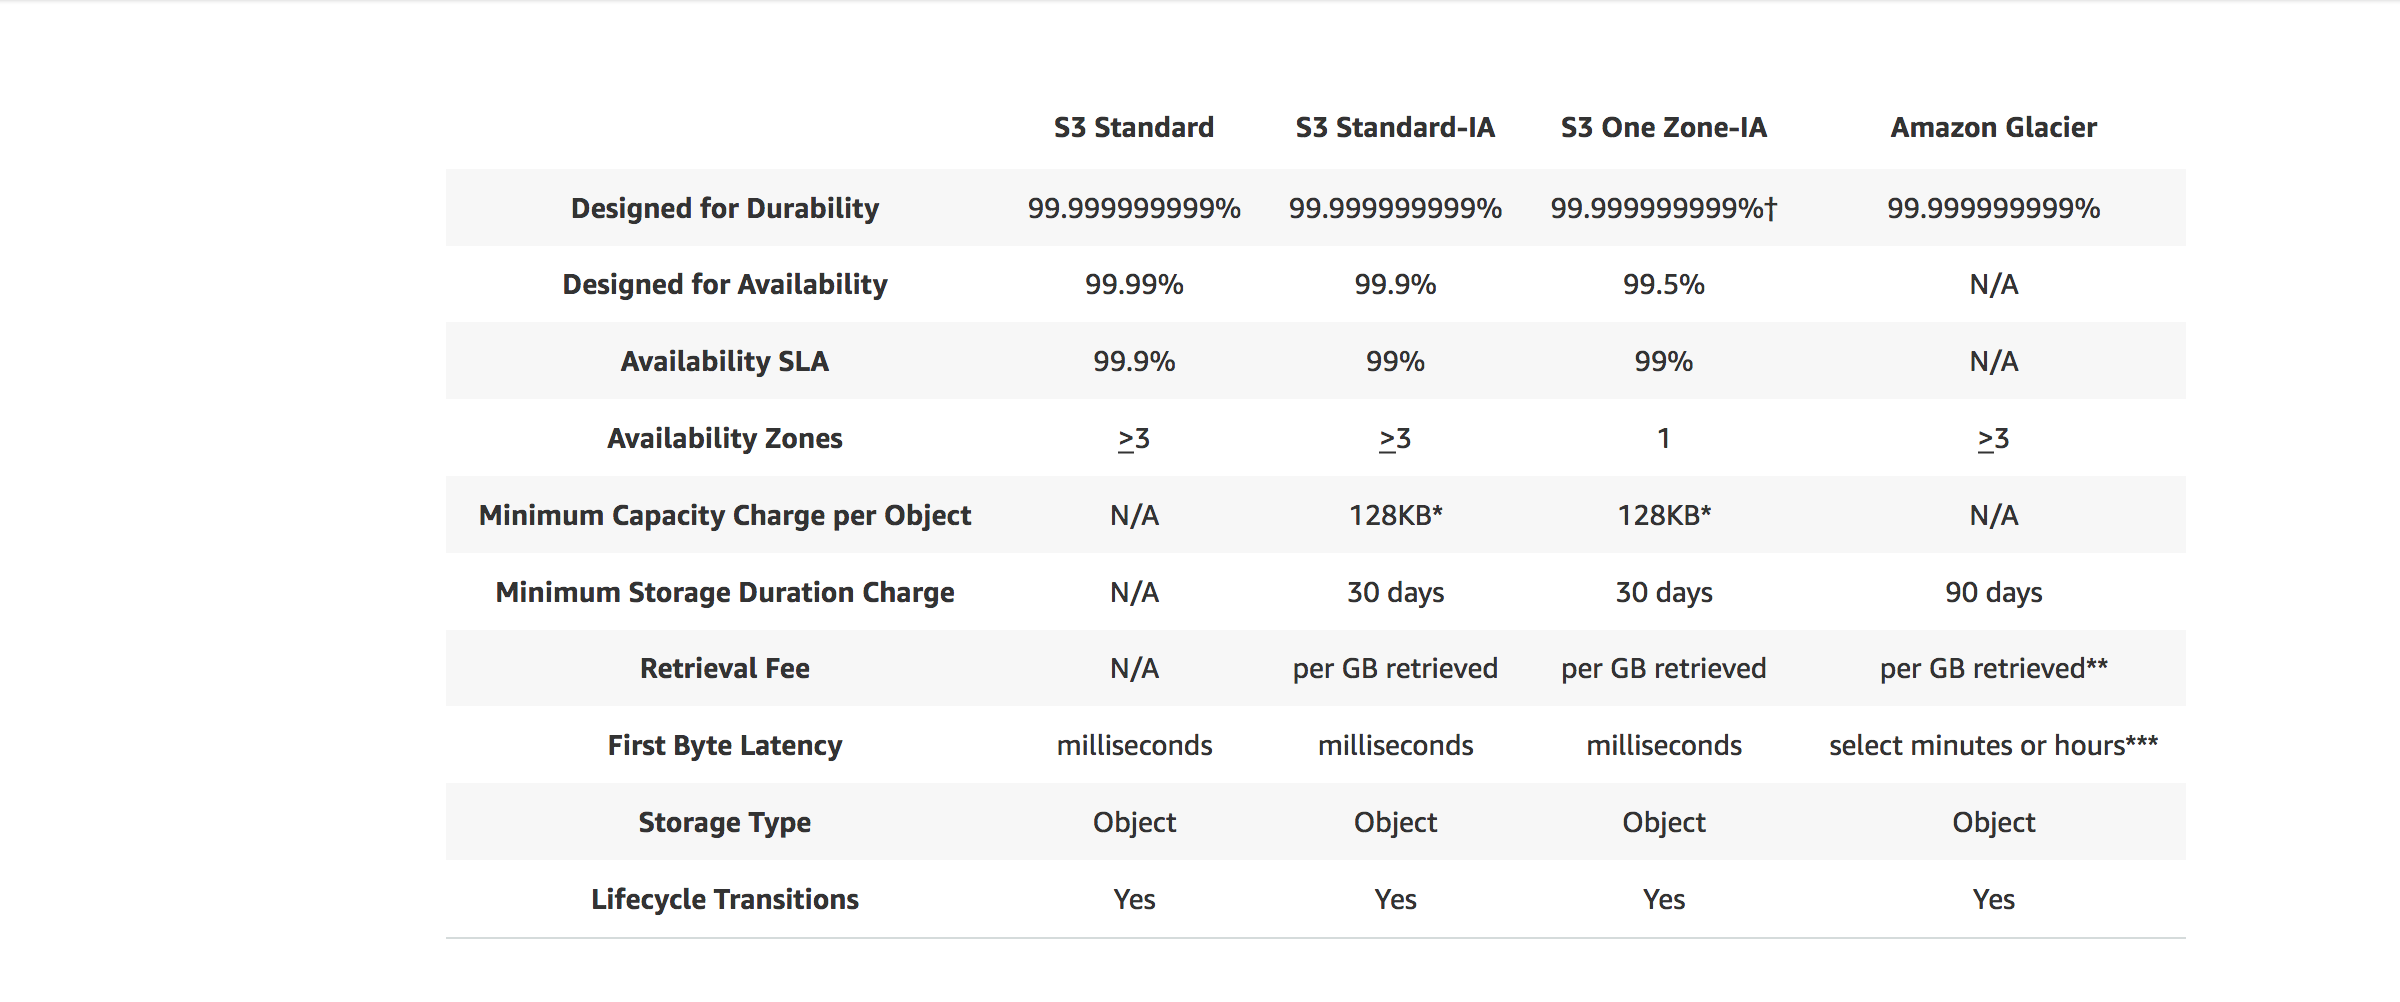 S3 Standard S3 Standard-IA S3 One Zone-IA Amazon Glacier
Designed for Durability 99.999999999% 99.999999999% 99.999999999%† 99.999999999%
Designed for Availability 99.99% 99.9% 99.5% N/A
Availability SLA 99.9% 99% 99% N/A
Availability Zones ≥3 ≥3 1 ≥3
Minimum Capacity Charge per Object N/A 128KB* 128KB* N/A
Minimum Storage Duration Charge N/A 30 days 30 days 90 days
Retrieval Fee N/A per GB retrieved per GB retrieved per GB retrieved**
First Byte Latency milliseconds milliseconds milliseconds select minutes or hours***
Storage Type Object Object Object Object
Lifecycle Transitions Yes Yes Yes Yes